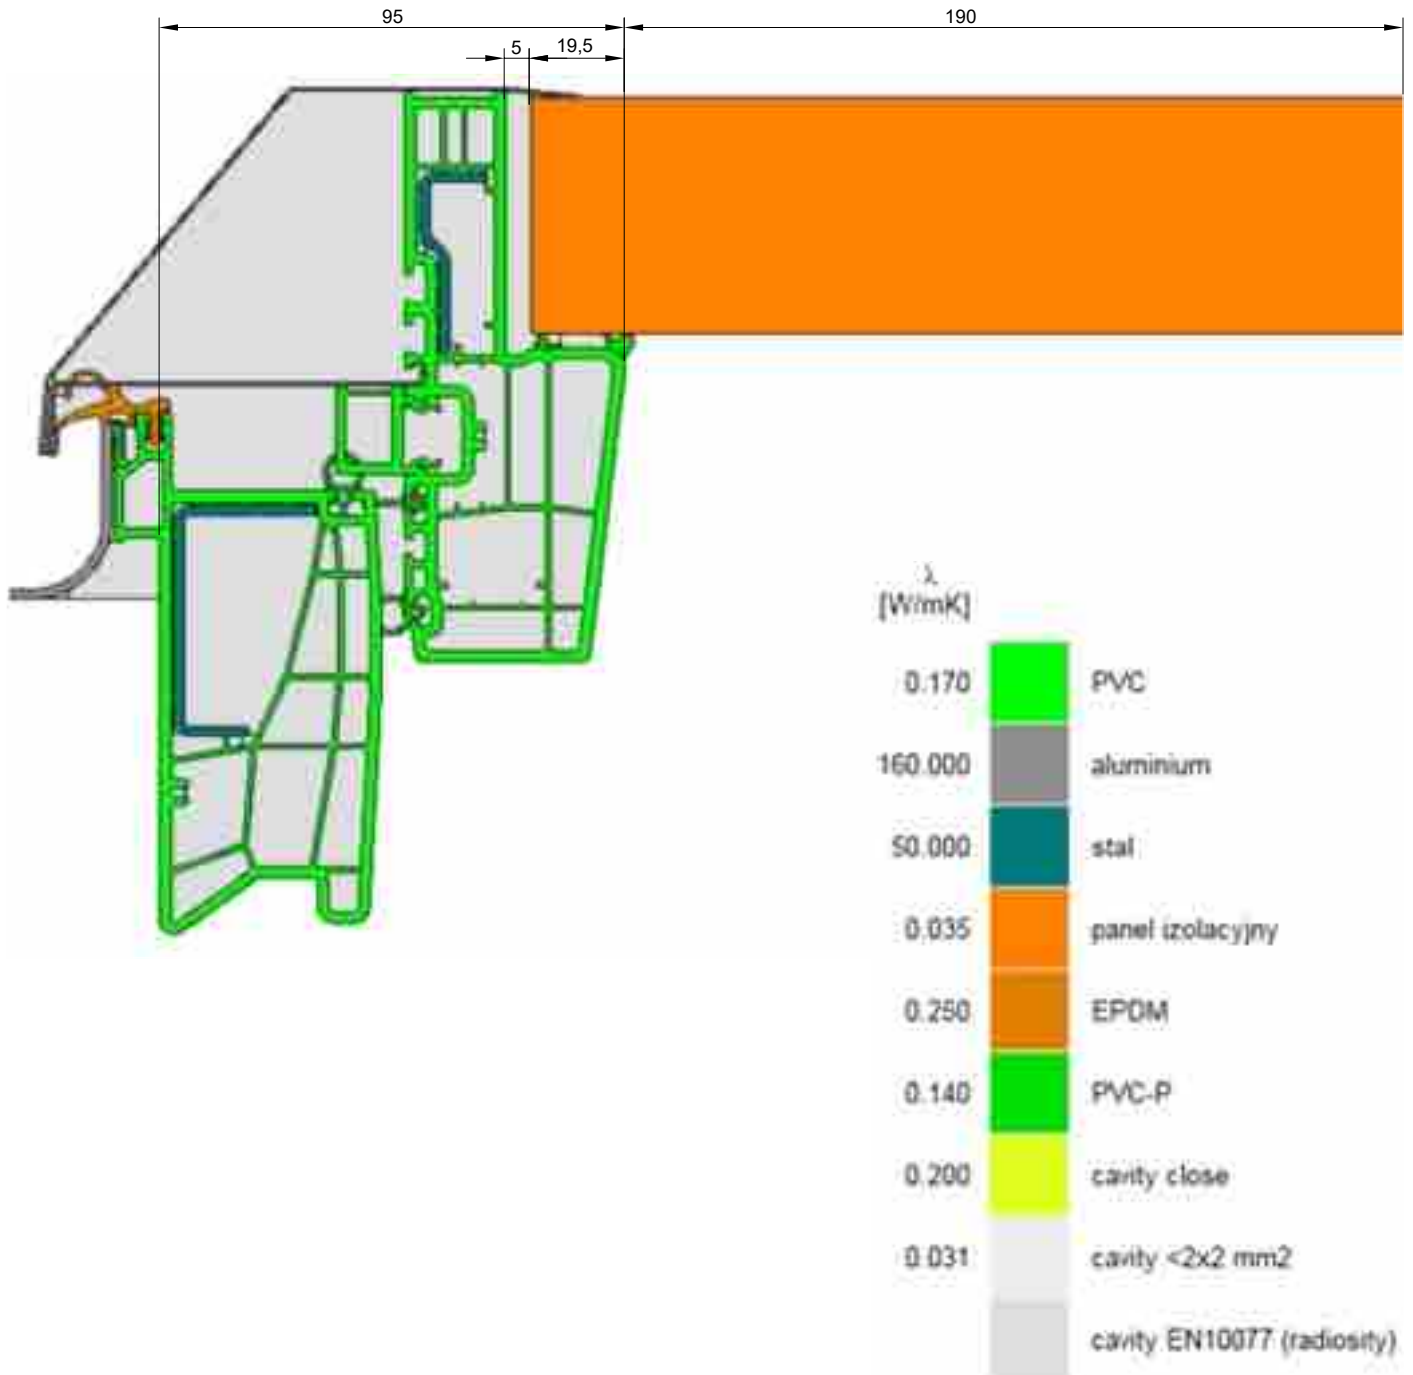 95
190
5
19,5
λ
[W/mK]
0.170 PVC
160.000 aluminium
50.000 stal
0.035 panel izolacyjny
0.250 EPDM
0.140 PVC-P
0.200 cavity close
0.031 cavity <2x2 mm2
cavity EN10077 (radiosity)